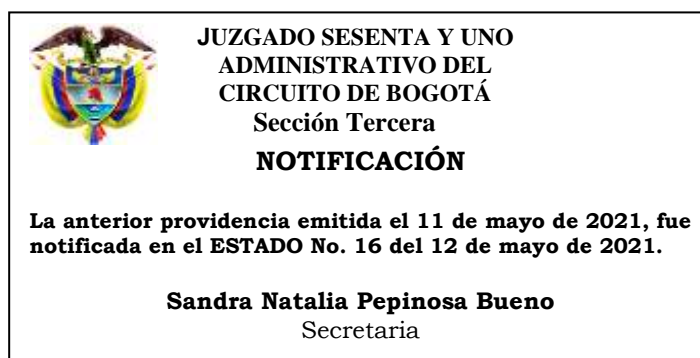 JUZGADO SESENTA Y UNO
ADMINISTRATIVO DEL
CIRCUITO DE BOGOTÁ
Sección Tercera
NOTIFICACIÓN
La anterior providencia emitida el 11 de mayo de 2021, fue
notificada en el ESTADO No. 16 del 12 de mayo de 2021.
Sandra Natalia Pepinosa Bueno
Secretaria